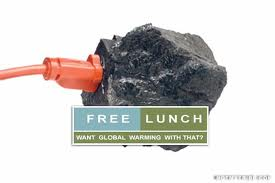 FREE LUNCH
WANT GLOBAL WARMING WITH THAT?